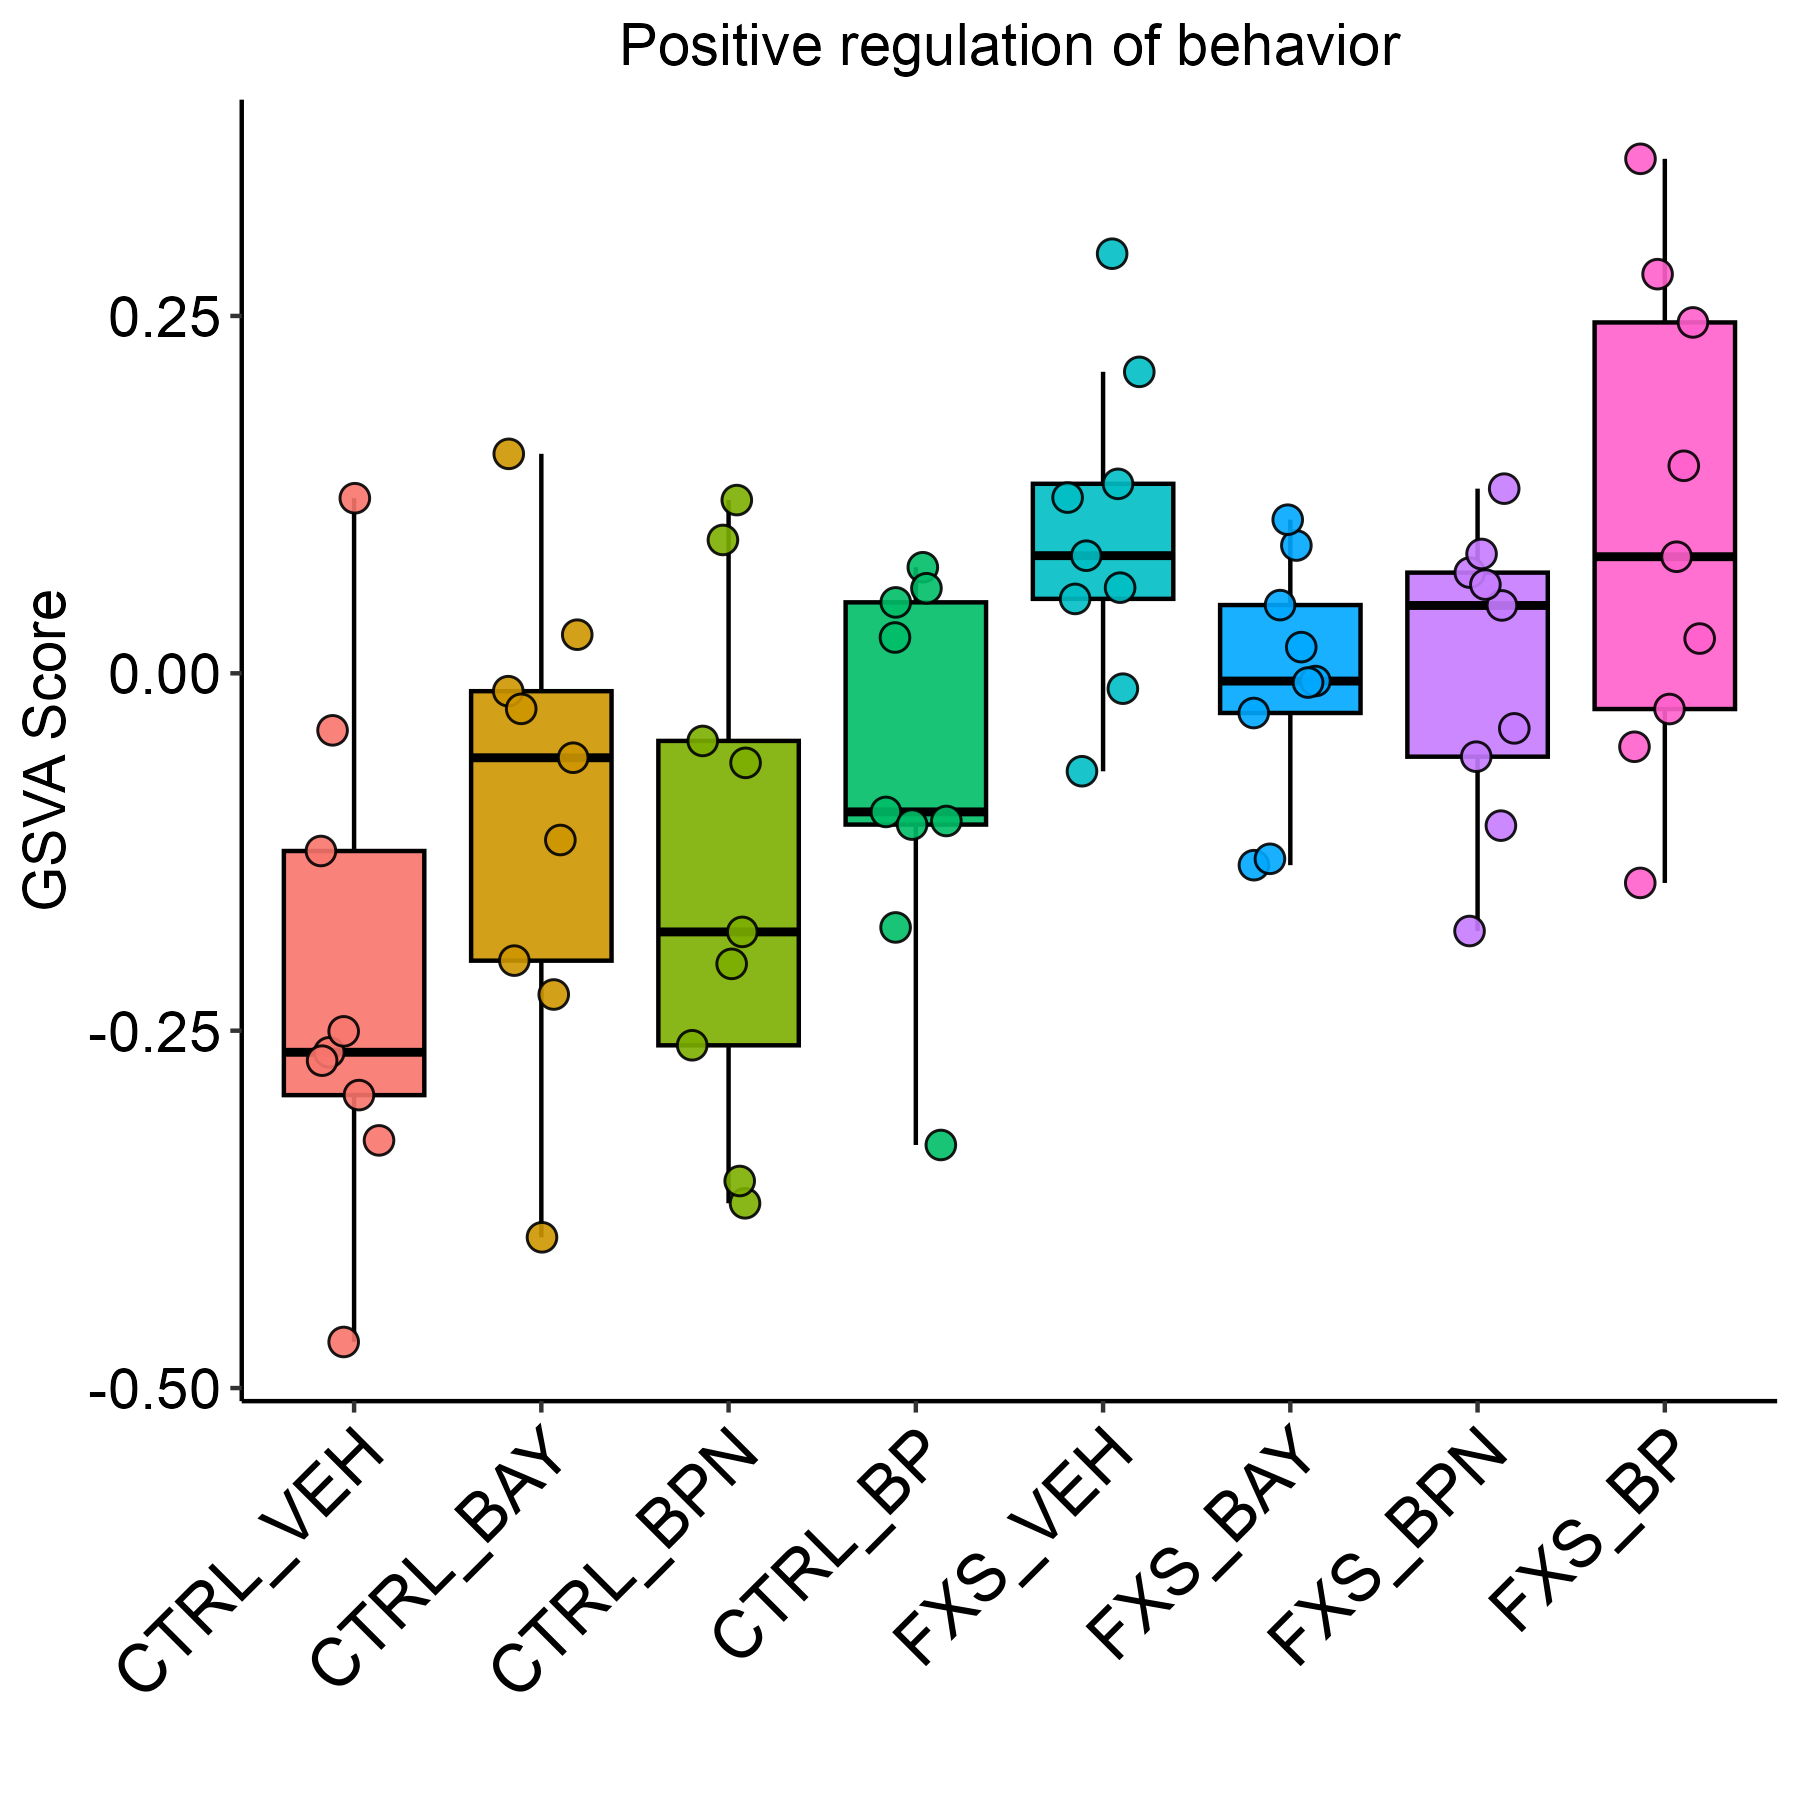 Positive regulation of behavior
GSVA Score
0.25
0.00
-0.25
-0.50
CTRL_VEH
CTRL_BAY
CTRL_BPN
CTRL_BP
FXS_VEH
FXS_BAY
FXS_BPN
FXS_BP